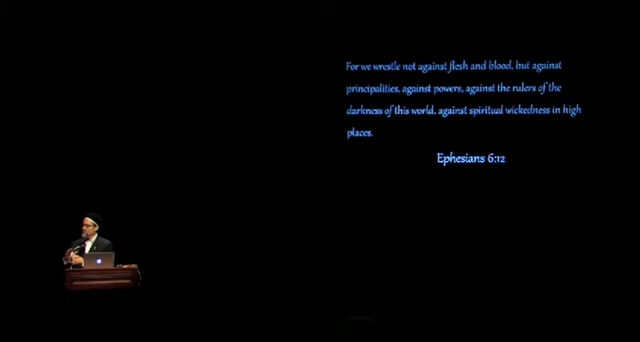 For we wrestle not against flesh and blood, but against
principalities, against powers, against the rulers of the
darkness of this world, against spiritual wickedness in high
places.
Ephesians 6:12